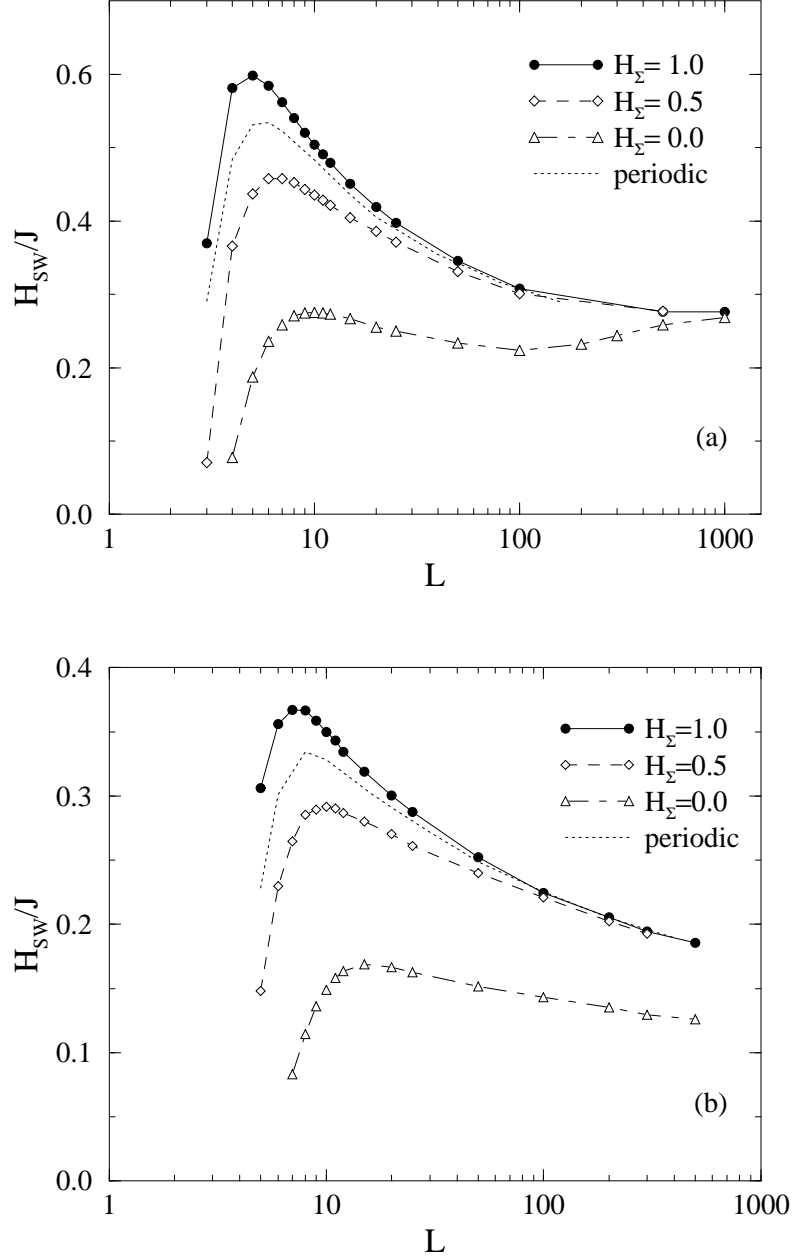 H_Σ= 1.0
H_Σ= 0.5
H_Σ= 0.0
periodic
0.6
0.4
0.2
0.0
H_SW/J
(a)
1 10 100 1000
L
H_Σ=1.0
H_Σ=0.5
H_Σ=0.0
periodic
0.4
0.3
0.2
0.1
0.0
H_SW/J
(b)
1 10 100 1000
L